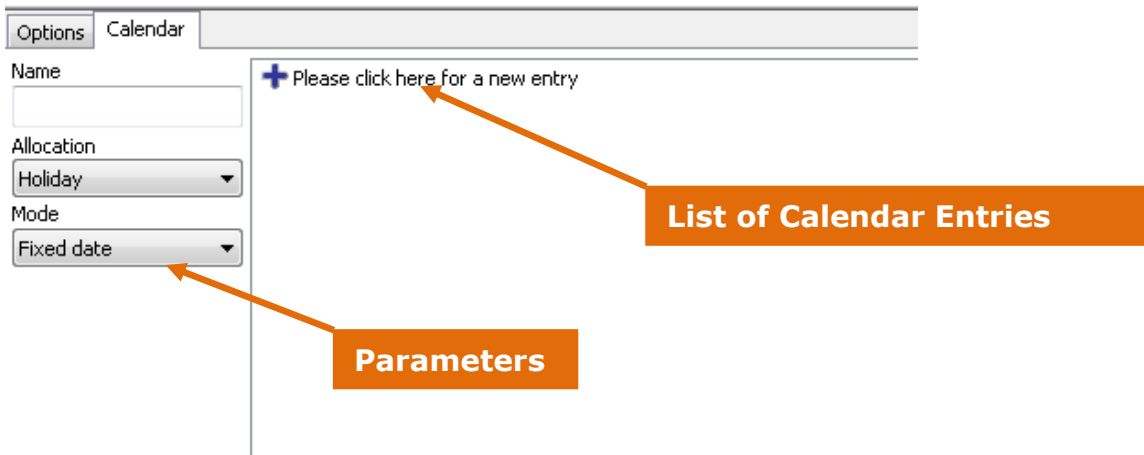 Options Calendar
Name
Please click here for a new entry
Allocation
Holiday
Mode
Fixed date
List of Calendar Entries
Parameters